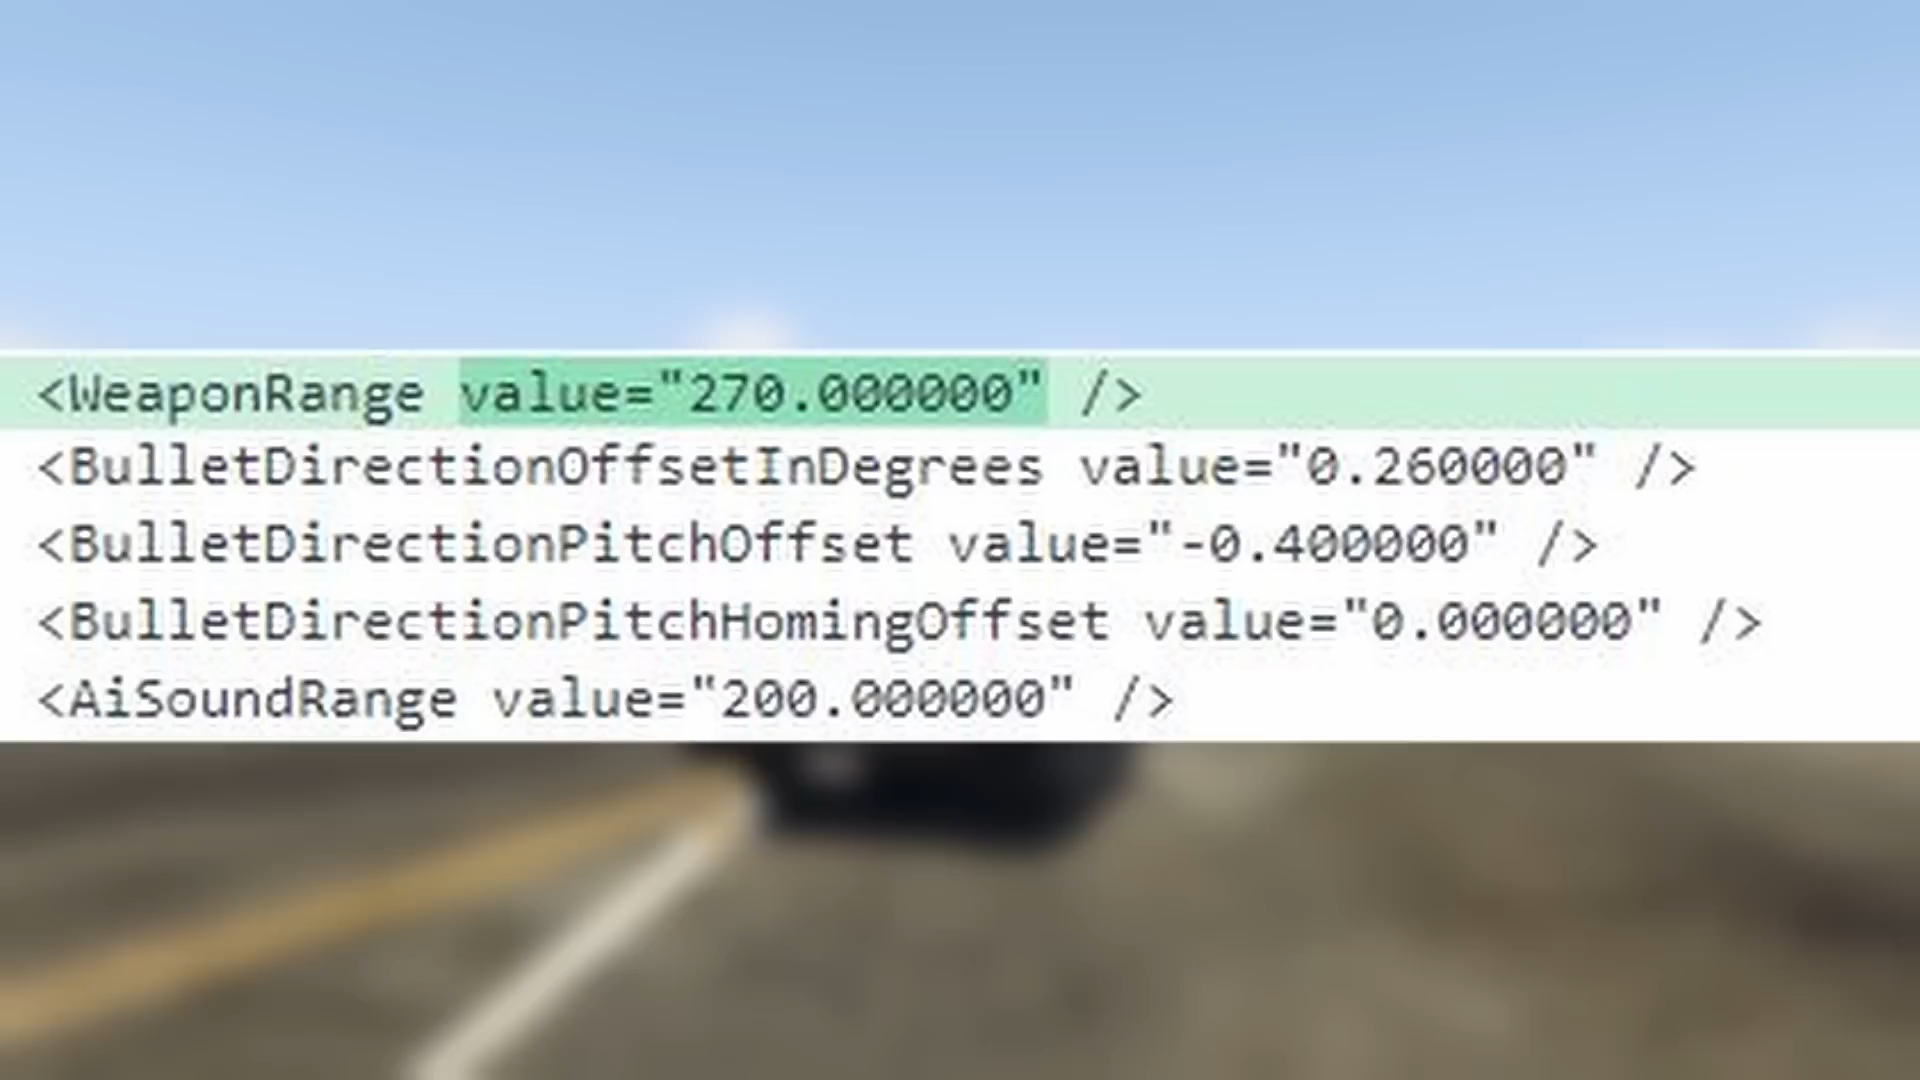 <WeaponRange value="270.000000" />
<BulletDirectionOffsetInDegrees value="0.260000" />
<BulletDirectionPitchOffset value="-0.400000" />
<BulletDirectionPitchHomingOffset value="0.000000" />
<AiSoundRange value="200.000000" />